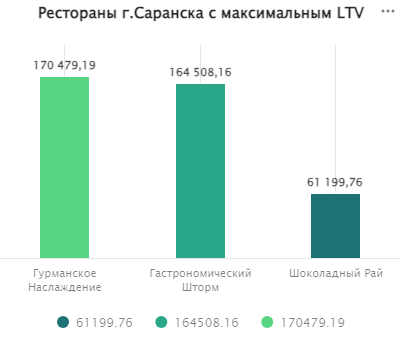 Рестораны г.Саранска с максимальным LTV
170 479,19
164 508,16
61 199,76
Гурманское
Наслаждение
Гастрономический
Шторм
Шоколадный Рай
61199.76
164508.16
170479.19